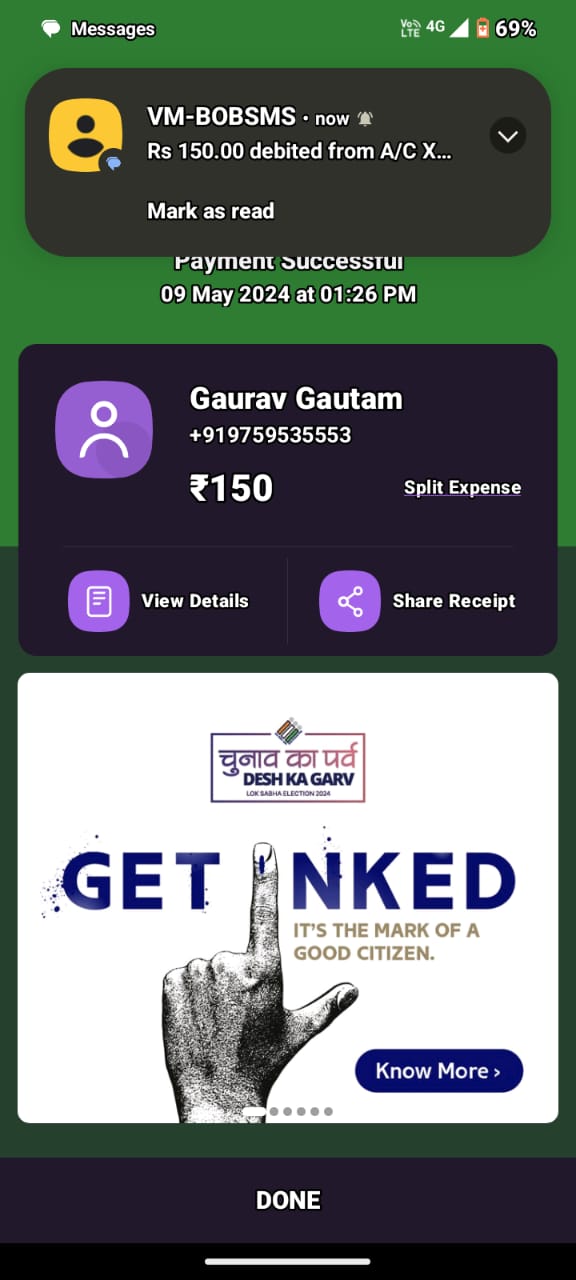 Messages
Vo LTE 4G 69%
VM-BOBSMS • now
Rs 150.00 debited from A/C X...
Mark as read
Payment Successful
09 May 2024 at 01:26 PM
Gaurav Gautam
+919759535553
₹150
Split Expense
View Details
Share Receipt
चुनाव का पर्व
DESH KA GARV
LOK SABHA ELECTION 2024
GET INKED
IT'S THE MARK OF A
GOOD CITIZEN.
Know More ›
DONE